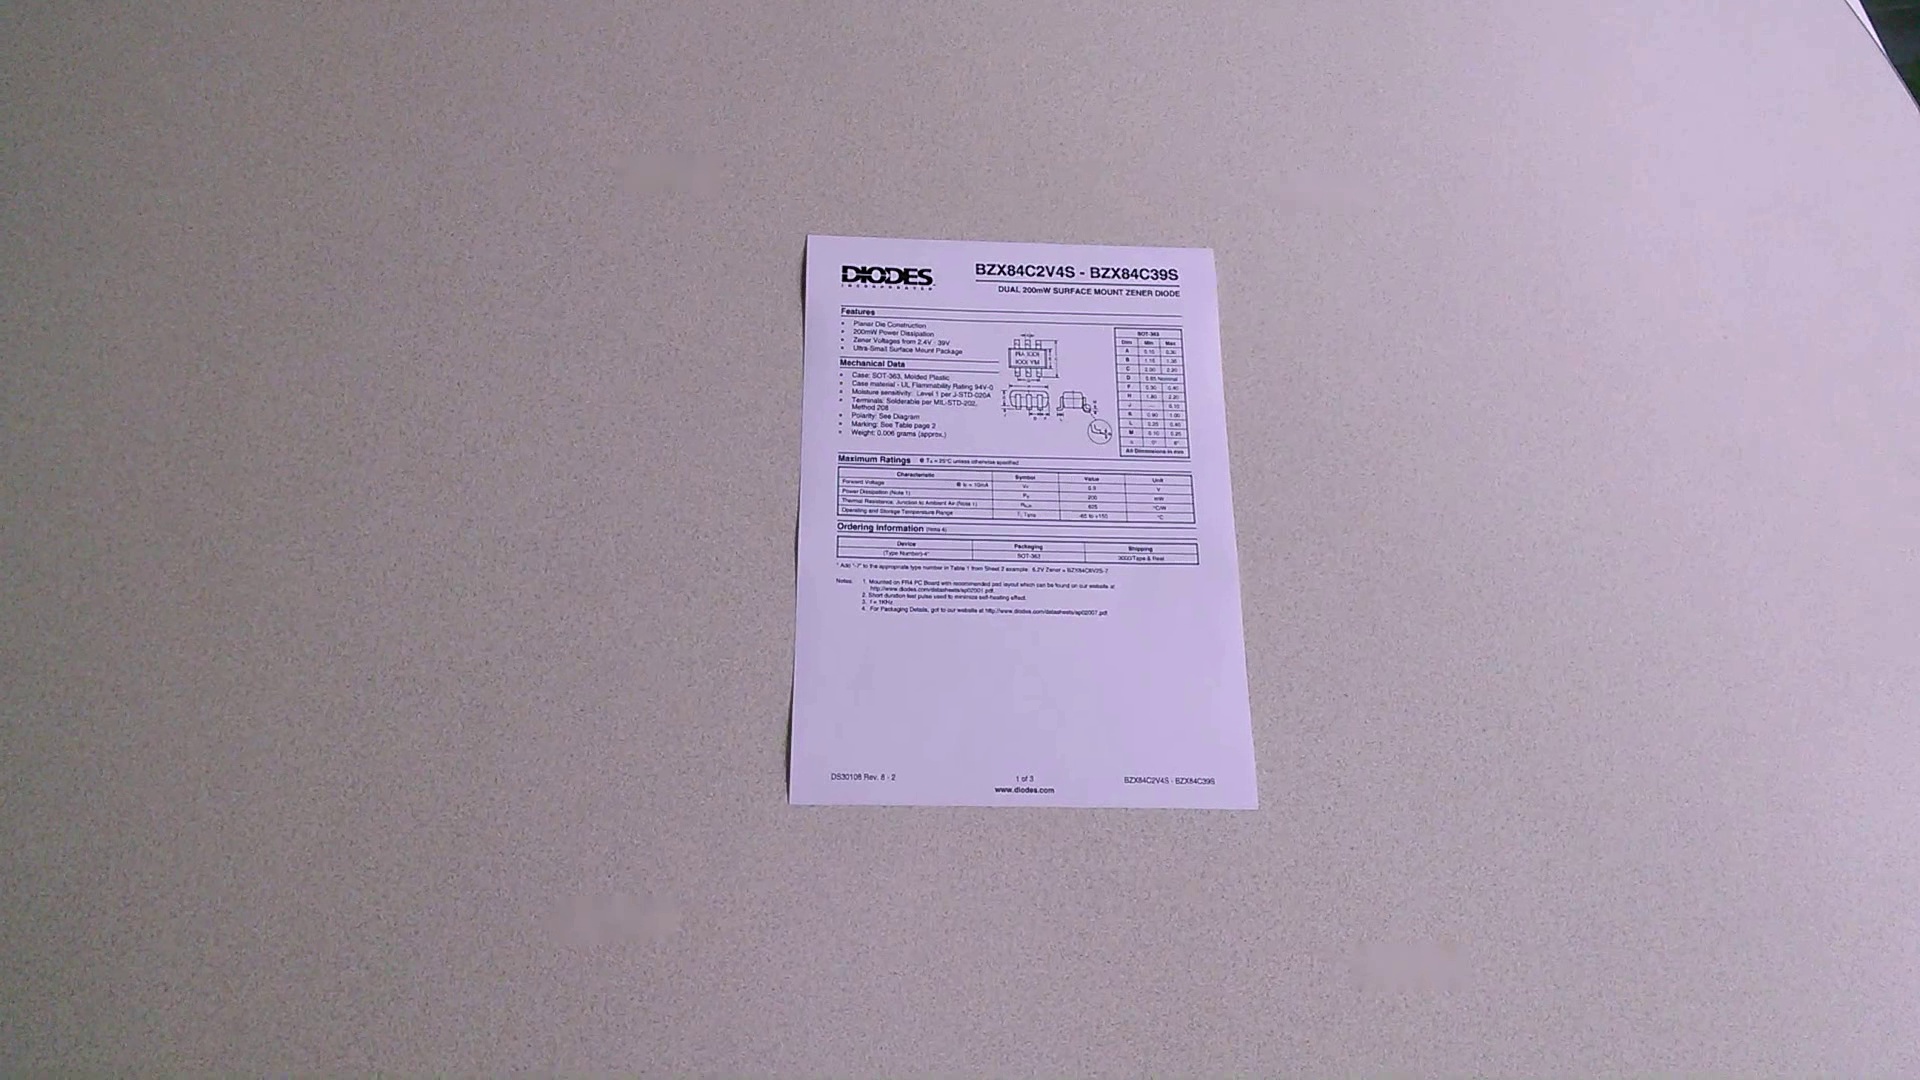 DIODES
INCORPORATED
BZX84C2V4S - BZX84C39S
DUAL 200mW SURFACE MOUNT ZENER DIODE
Features
• Planar Die Construction
• 200mW Power Dissipation
• Zener Voltages from 2.4V - 39V
• Ultra-Small Surface Mount Package
Mechanical Data
• Case: SOT-363, Molded Plastic
• Case material - UL Flammability Rating 94V-0
• Moisture sensitivity: Level 1 per J-STD-020A
• Terminals: Solderable per MIL-STD-202,
Method 208
• Polarity: See Diagram
• Marking: See Table page 2
• Weight: 0.006 grams (approx.)
SOT-363
Dim Min Max
A 0.10 0.30
B 1.15 1.35
C 2.00 2.20
D 0.65 Nominal
F 0.30 0.40
H 1.80 2.20
J 0.10
K 0.90 1.00
L 0.25 0.40
M 0.10 0.25
α 0° 8°
All Dimensions in mm
Maximum Ratings @ TA = 25°C unless otherwise specified
Characteristic Symbol Value Unit
Forward Voltage @ IF = 10mA VF 0.9 V
Power Dissipation (Note 1) Pd 200 mW
Thermal Resistance, Junction to Ambient Air (Note 1) 625 °C/W
Operating and Storage Temperature Range Tj, TSTG -65 to +150 °C
Ordering Information (Note 4)
Device Packaging Shipping
(Type Number)-7* SOT-363 3000/Tape & Reel
* Add "-7" to the appropriate type number in Table 1 from Sheet 2 example: 6.2V Zener = BZX84C6V2S-7.
Notes: 1. Mounted on FR4 PC Board with recommended pad layout which can be found on our website at
http://www.diodes.com/datasheets/ap02001.pdf.
2. Short duration test pulse used to minimize self-heating effect.
3. f = 1KHz.
4. For Packaging Details, got to our website at http://www.diodes.com/datasheets/ap02007.pdf.
DS30108 Rev. 8 - 2
1 of 3
BZX84C2V4S - BZX84C39S
www.diodes.com